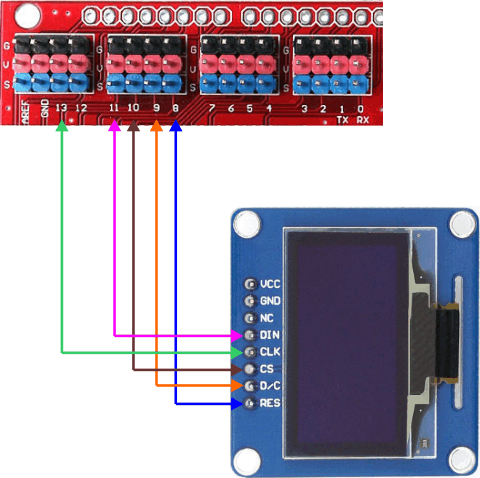 G
V
S
G
V
S
G
V
S
G
V
S
AREF GND 13 12 11 10 9 8 7 6 5 4 3 2 1 0
TX RX
VCC
GND
NC
DIN
CLK
CS
D/C
RES